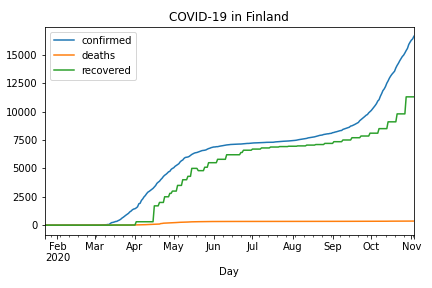 COVID-19 in Finland
confirmed
deaths
recovered
15000
12500
10000
7500
5000
2500
0
Feb Mar Apr May Jun Jul Aug Sep Oct Nov
2020
Day